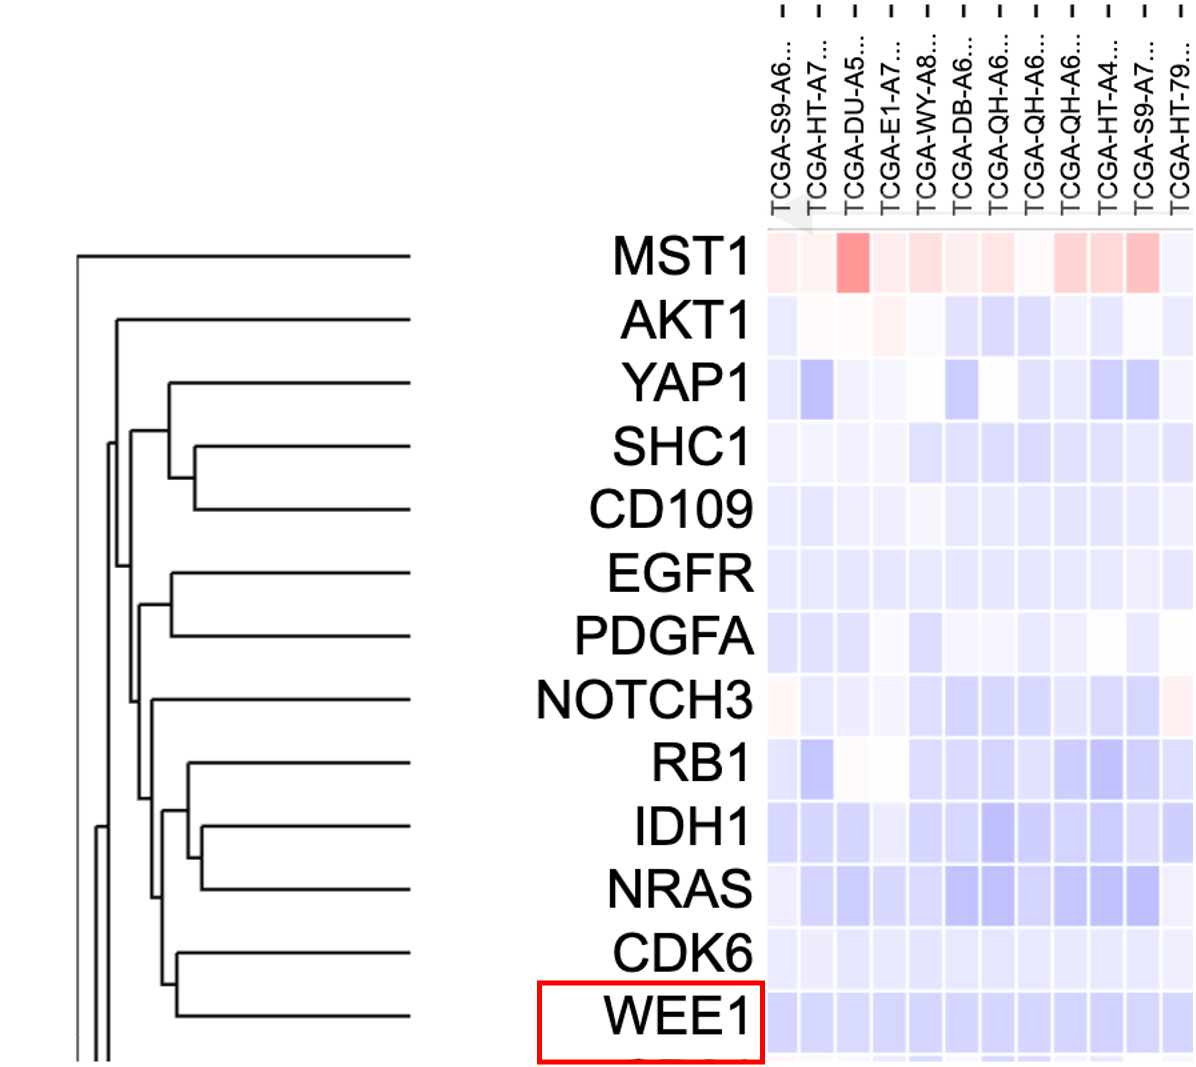 TCGA-S9-A6...
TCGA-HT-A7...
TCGA-DU-A5...
TCGA-E1-A7...
TCGA-WY-A8...
TCGA-DB-A6...
TCGA-QH-A6...
TCGA-QH-A6...
TCGA-QH-A6...
TCGA-HT-A4...
TCGA-S9-A7...
TCGA-HT-79...
MST1
AKT1
YAP1
SHC1
CD109
EGFR
PDGFA
NOTCH3
RB1
IDH1
NRAS
CDK6
WEE1